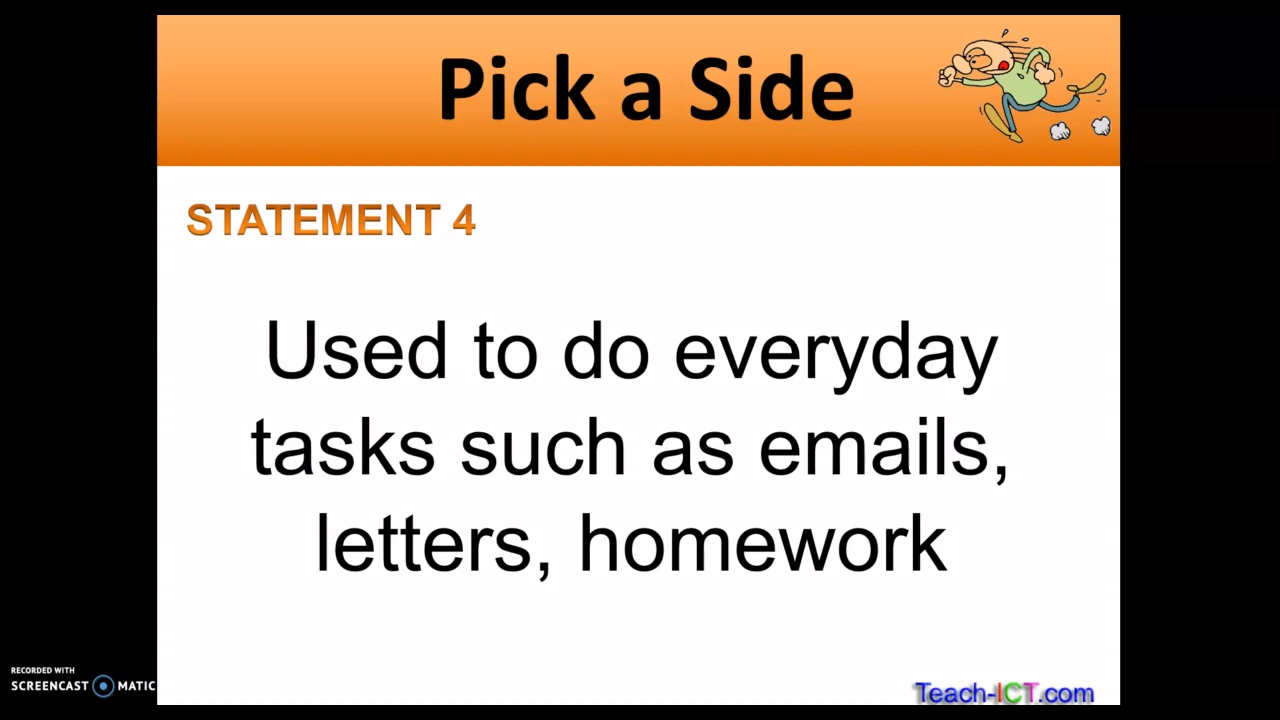 Pick a Side
STATEMENT 4
Used to do everyday
tasks such as emails,
letters, homework
RECORDED WITH
SCREENCAST MATIC
Teach-ICT.com